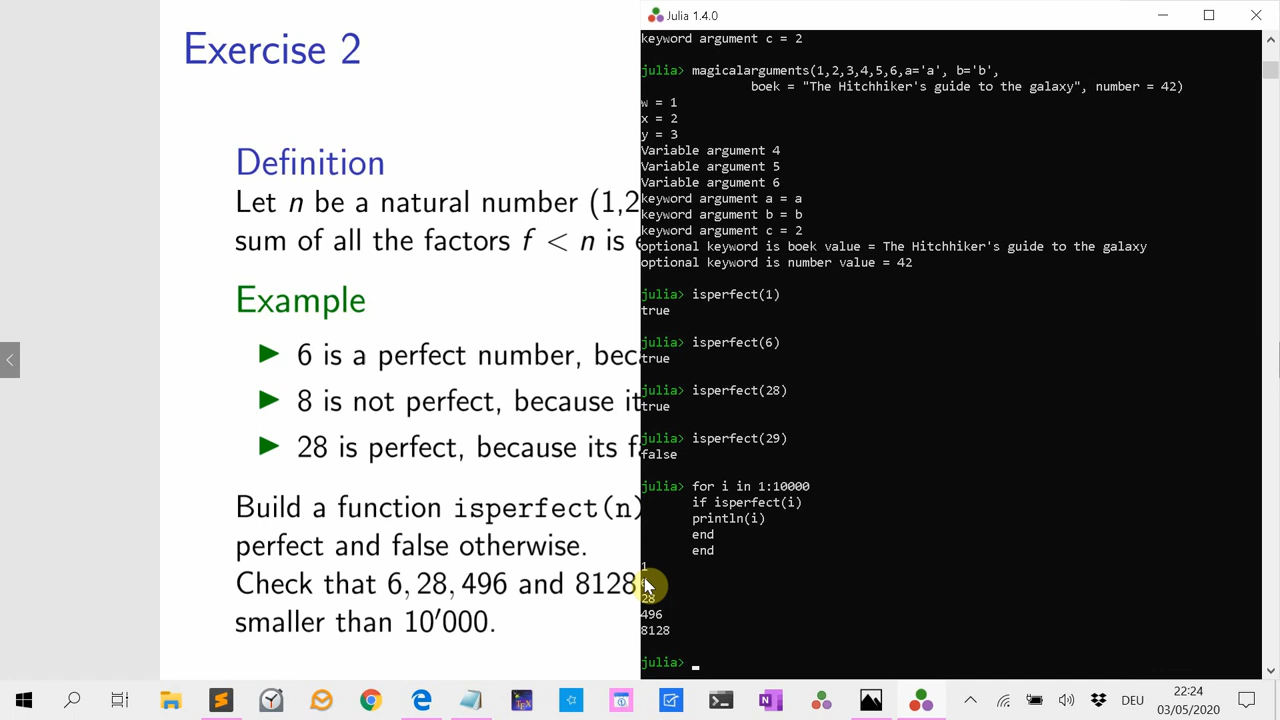 Exercise 2
Definition
Let n be a natural number (1,2
sum of all the factors f < n is
Example
▶ 6 is a perfect number, bec
▶ 8 is not perfect, because it
▶ 28 is perfect, because its f
Build a function isperfect(n)
perfect and false otherwise.
Check that 6, 28, 496 and 8128
smaller than 10′000.
Julia 1.4.0
keyword argument c = 2
julia> magicalarguments(1,2,3,4,5,6,a='a', b='b',
boek = "The Hitchhiker's guide to the galaxy", number = 42)
w = 1
x = 2
y = 3
Variable argument 4
Variable argument 5
Variable argument 6
keyword argument a = a
keyword argument b = b
keyword argument c = 2
optional keyword is boek value = The Hitchhiker's guide to the galaxy
optional keyword is number value = 42
julia> isperfect(1)
true
julia> isperfect(6)
true
julia> isperfect(28)
true
julia> isperfect(29)
false
julia> for i in 1:10000
if isperfect(i)
println(i)
end
end
1
28
496
8128
julia>
DEU
22:24
03/05/2020